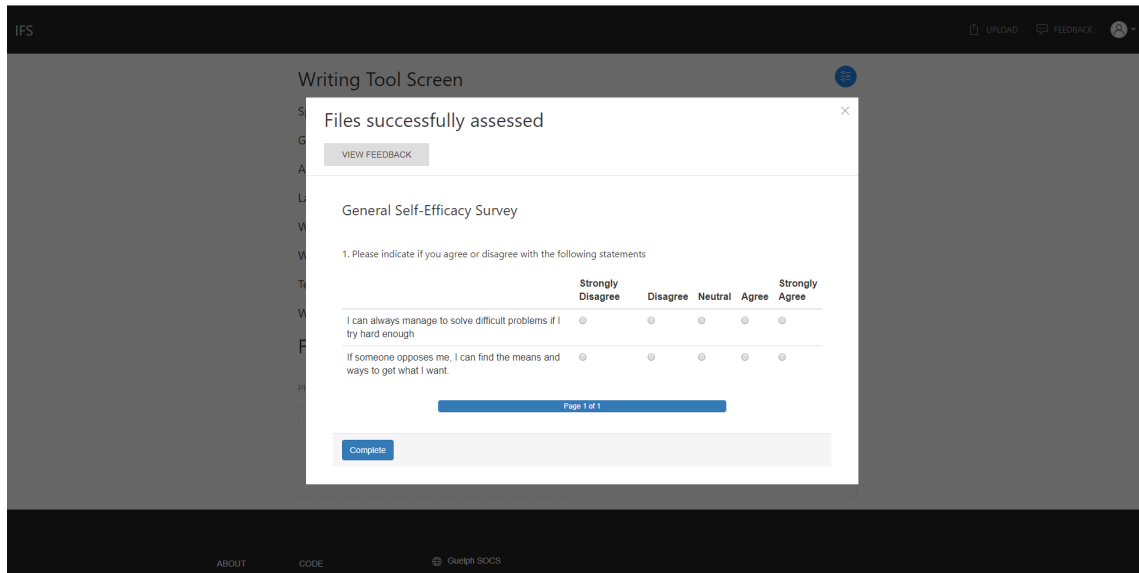 IFS
UPLOAD FEEDBACK
Writing Tool Screen
Files successfully assessed
VIEW FEEDBACK
General Self-Efficacy Survey
1. Please indicate if you agree or disagree with the following statements
Strongly Disagree Disagree Neutral Agree Strongly Agree
I can always manage to solve difficult problems if I
try hard enough
If someone opposes me, I can find the means and
ways to get what I want.
Page 1 of 1
Complete
ABOUT CODE Guelph SOCS